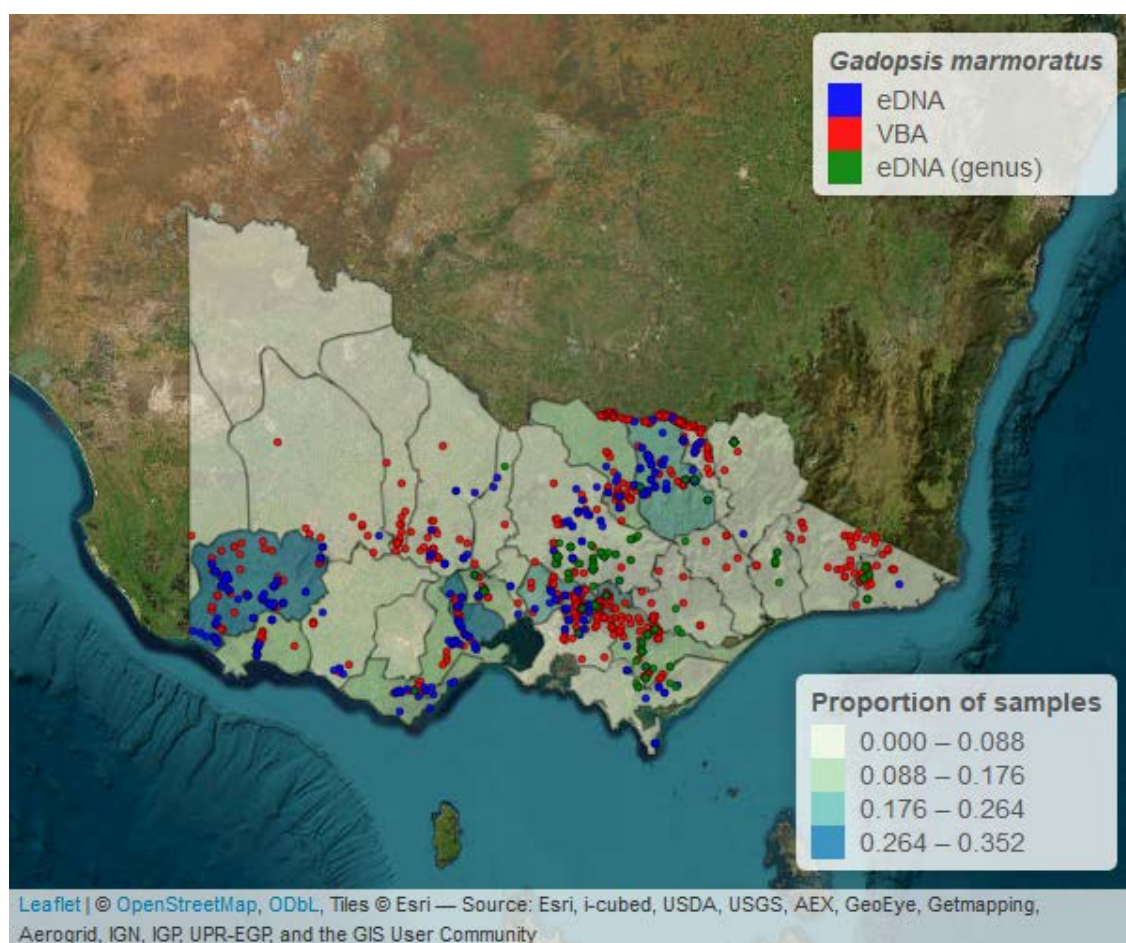 Gadopsis marmoratus
eDNA
VBA
eDNA (genus)
Proportion of samples
0.000 – 0.088
0.088 – 0.176
0.176 – 0.264
0.264 – 0.352
Leaflet | © OpenStreetMap, ODbL, Tiles © Esri — Source: Esri, i-cubed, USDA, USGS, AEX, GeoEye, Getmapping,
Aerogrid, IGN, IGP, UPR-EGP, and the GIS User Community